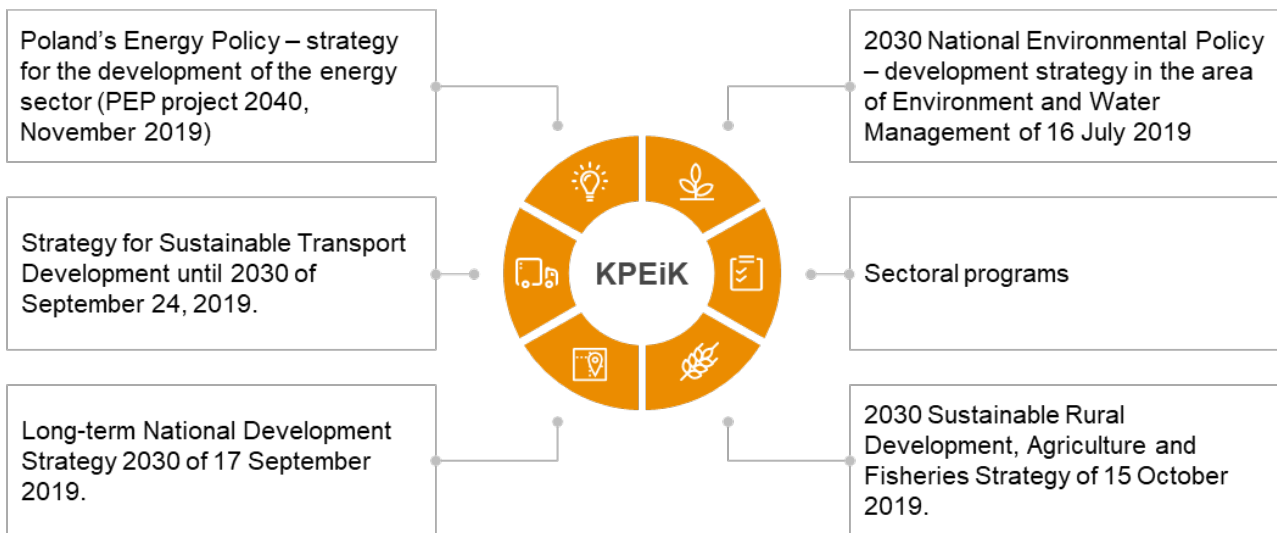 Poland's Energy Policy – strategy
for the development of the energy
sector (PEP project 2040,
November 2019)
Strategy for Sustainable Transport
Development until 2030 of
September 24, 2019.
Long-term National Development
Strategy 2030 of 17 September
2019.
KPEiK
2030 National Environmental Policy
– development strategy in the area
of Environment and Water
Management of 16 July 2019
Sectoral programs
2030 Sustainable Rural
Development, Agriculture and
Fisheries Strategy of 15 October
2019.